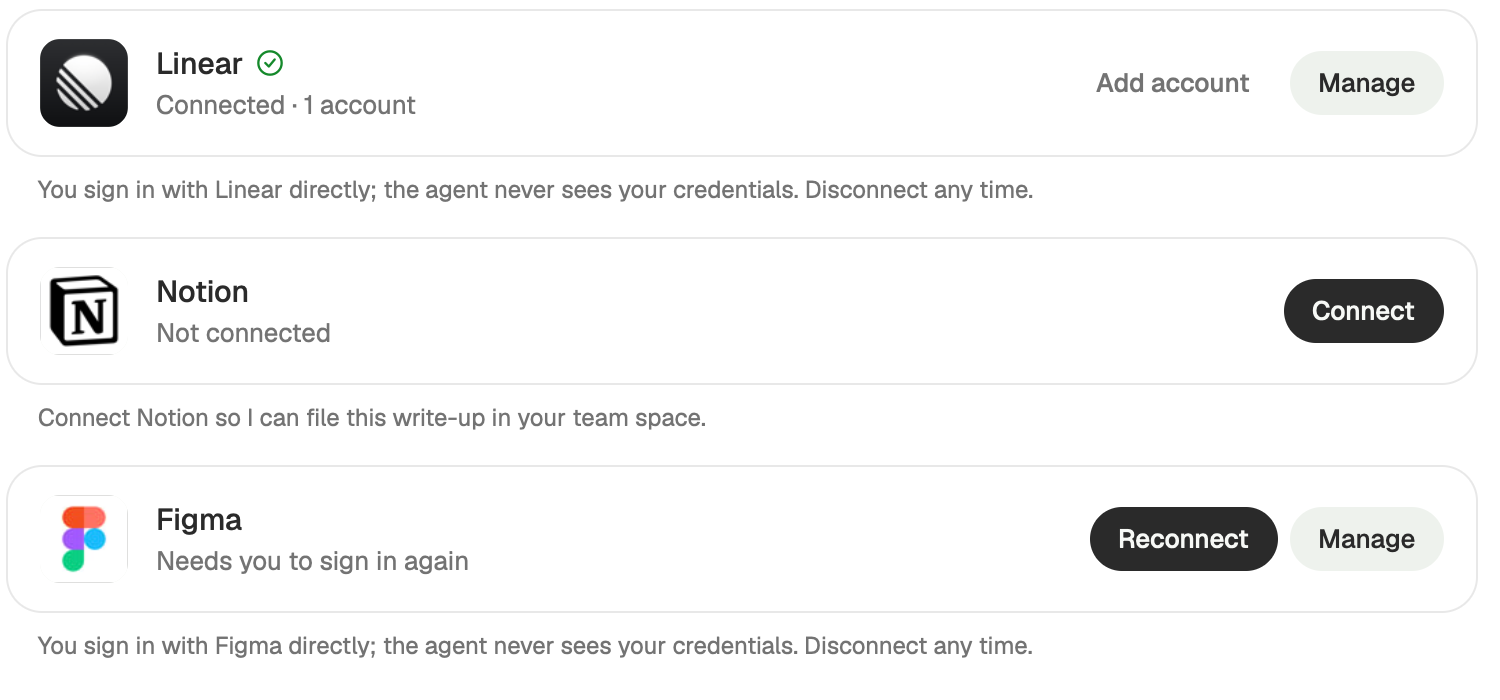 Linear
Connected · 1 account
Add account
Manage
You sign in with Linear directly; the agent never sees your credentials. Disconnect any time.
N
Notion
Not connected
Connect
Connect Notion so I can file this write-up in your team space.
Figma
Needs you to sign in again
Reconnect
Manage
You sign in with Figma directly; the agent never sees your credentials. Disconnect any time.